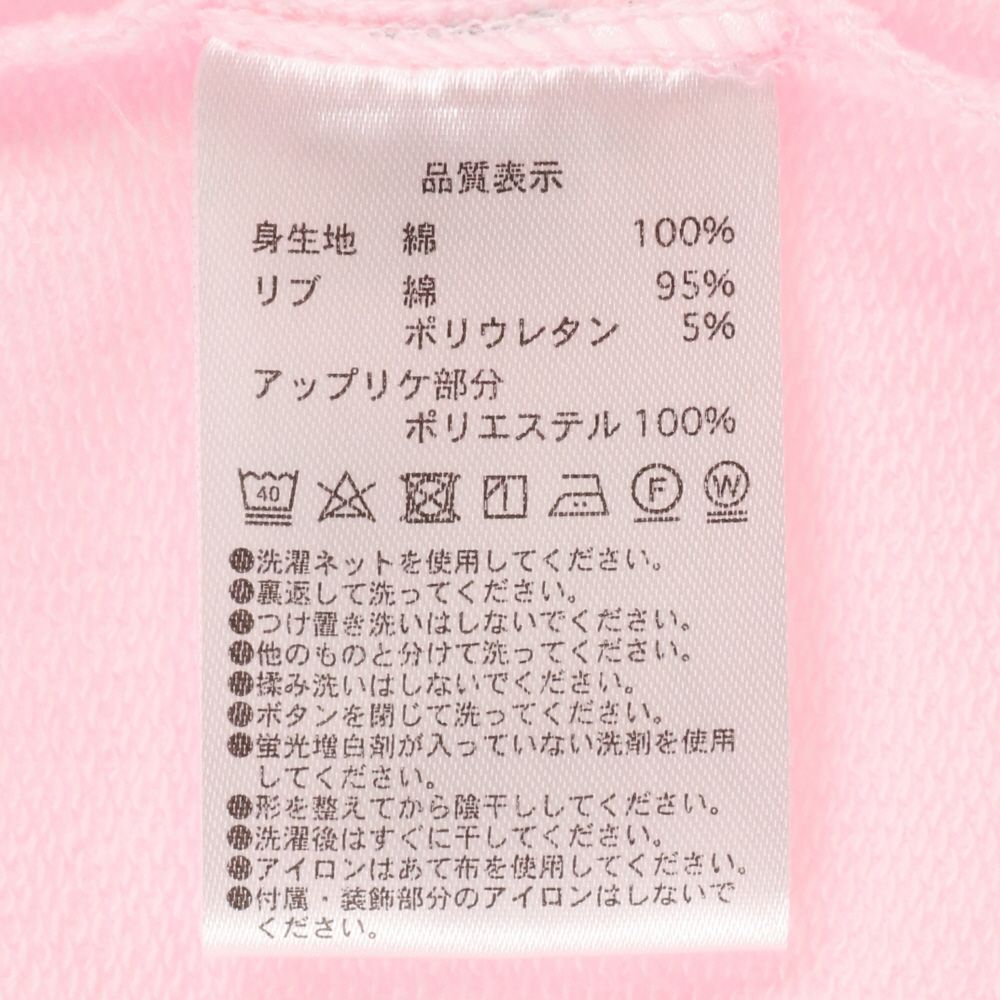 品質表示
身生地 綿 100%
リブ 綿 95%
ポリウレタン 5%
アップリケ部分
ポリエステル 100%
40 F W
●洗濯ネットを使用してください。
●裏返して洗ってください。
●つけ置き洗いはしないでください。
●他のものと分けて洗ってください。
●揉み洗いはしないでください。
●ボタンを閉じて洗ってください。
●蛍光増白剤が入っていない洗剤を使用
してください。
●形を整えてから陰干ししてください。
●洗濯後はすぐに干してください。
●アイロンはあて布を使用してください。
●付属・装飾部分のアイロンはしないで
ください。